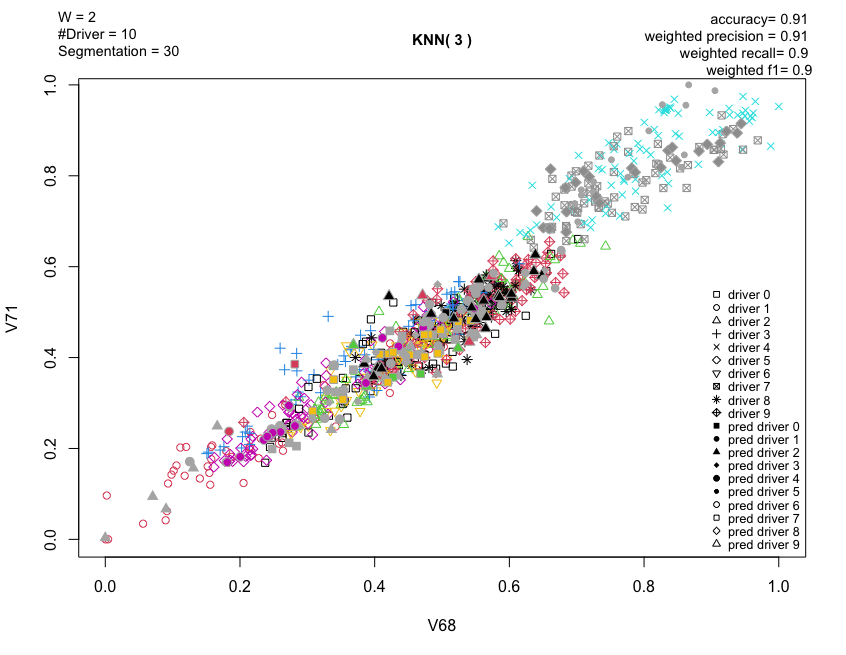 W = 2
#Driver = 10
Segmentation = 30
KNN( 3 )
accuracy= 0.91
weighted precision = 0.91
weighted recall= 0.9
weighted f1= 0.9
1.0
0.8
0.6
0.4
0.2
0.0
V71
driver 0
driver 1
driver 2
driver 3
driver 4
driver 5
driver 6
driver 7
driver 8
driver 9
pred driver 0
pred driver 1
pred driver 2
pred driver 3
pred driver 4
pred driver 5
pred driver 6
pred driver 7
pred driver 8
pred driver 9
0.0 0.2 0.4 0.6 0.8 1.0
V68